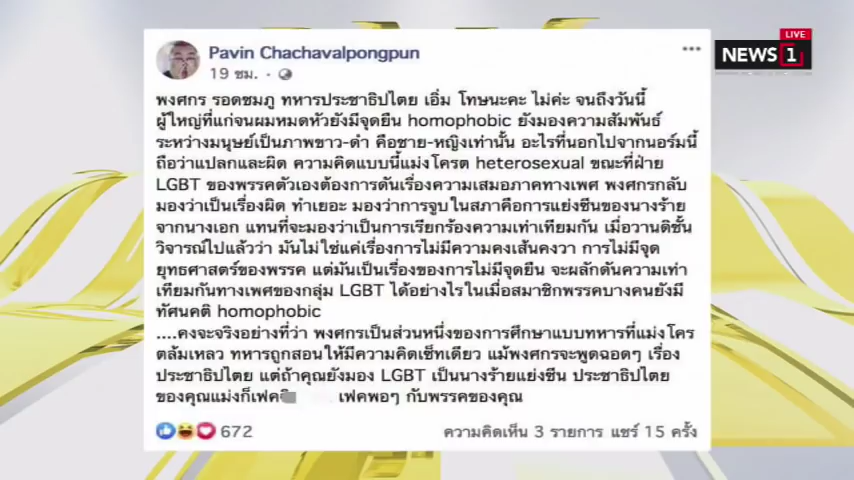 Pavin Chachavalpongpun
19 ชม. ·
พงศกร รอดชมภู ทหารประชาธิปไตย เอิ่ม โทษนะคะ ไม่ค่ะ จนถึงวันนี้
ผู้ใหญ่ที่แก่จนผมหมดหัวยังมีจุดยืน homophobic ยังมองความสัมพันธ์
ระหว่างมนุษย์เป็นภาพขาว-ดำ คือชาย-หญิงเท่านั้น อะไรที่นอกไปจากนอร์มนี้
ถือว่าแปลกและผิด ความคิดแบบนี้แม่งโครต heterosexual ขณะที่ฝ่าย
LGBT ของพรรคตัวเองต้องการดันเรื่องความเสมอภาคทางเพศ พงศกรกลับ
มองว่าเป็นเรื่องผิด ทำเยอะ มองว่าการจูบในสภาคือการแย่งซีนของนางร้าย
จากนางเอก แทนที่จะมองว่าเป็นการเรียกร้องความเท่าเทียมกัน เมื่อวานดิชั้น
วิจารณ์ไปแล้วว่า มันไม่ใช่แค่เรื่องการไม่มีความคงเส้นคงวา การไม่มีจุด
ยุทธศาสตร์ของพรรค แต่มันเป็นเรื่องของการไม่มีจุดยืน จะผลักดันความเท่า
เทียมกันทางเพศของกลุ่ม LGBT ได้อย่างไรในเมื่อสมาชิกพรรคบางคนยังมี
ทัศนคติ homophobic
....คงจะจริงอย่างที่ว่า พงศกรเป็นส่วนหนึ่งของการศึกษาแบบทหารที่แม่งโคร
ตล้มเหลว ทหารถูกสอนให้มีความคิดเซ็ทเดียว แม้พงศกรจะพูดฉอดๆ เรื่อง
ประชาธิปไตย แต่ถ้าคุณยังมอง LGBT เป็นนางร้ายแย่งซีน ประชาธิปไตย
ของคุณแม่งก็เฟค เฟคพอๆ กับพรรคของคุณ
672
ความคิดเห็น 3 รายการ แชร์ 15 ครั้ง
LIVE
NEWS 1